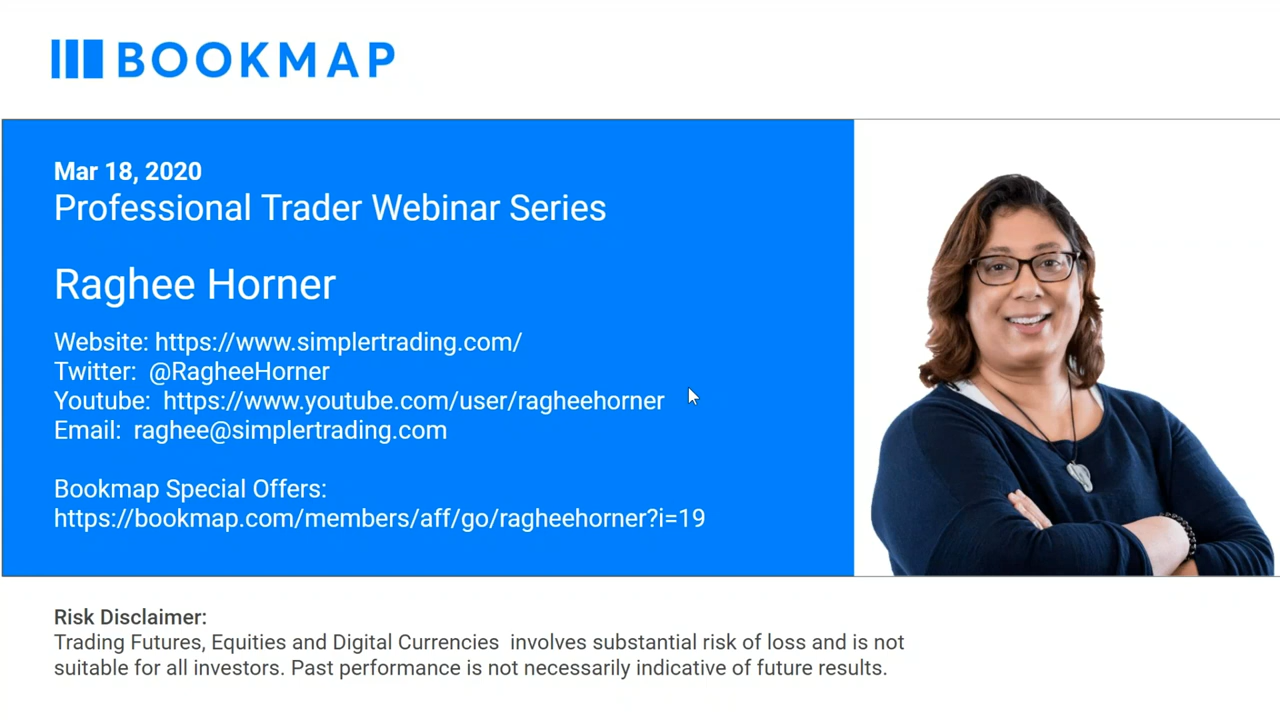 BOOKMAP
Mar 18, 2020
Professional Trader Webinar Series
Raghee Horner
Website: https://www.simplertrading.com/
Twitter: @RagheeHorner
Youtube: https://www.youtube.com/user/ragheehorner
Email: raghee@simplertrading.com
Bookmap Special Offers:
https://bookmap.com/members/aff/go/ragheehorner?i=19
Risk Disclaimer:
Trading Futures, Equities and Digital Currencies involves substantial risk of loss and is not
suitable for all investors. Past performance is not necessarily indicative of future results.